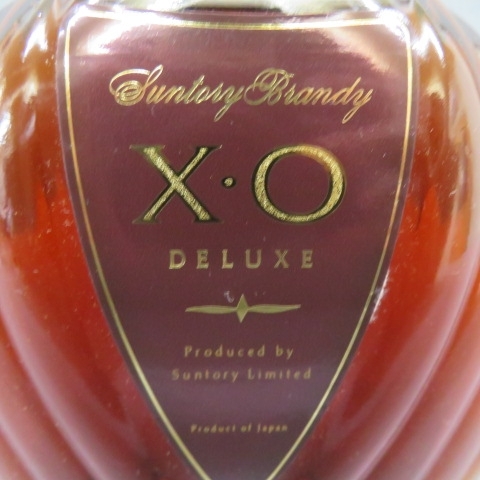 Suntory Brandy
X·O
DELUXE
Produced by
Suntory Limited
Product of Japan